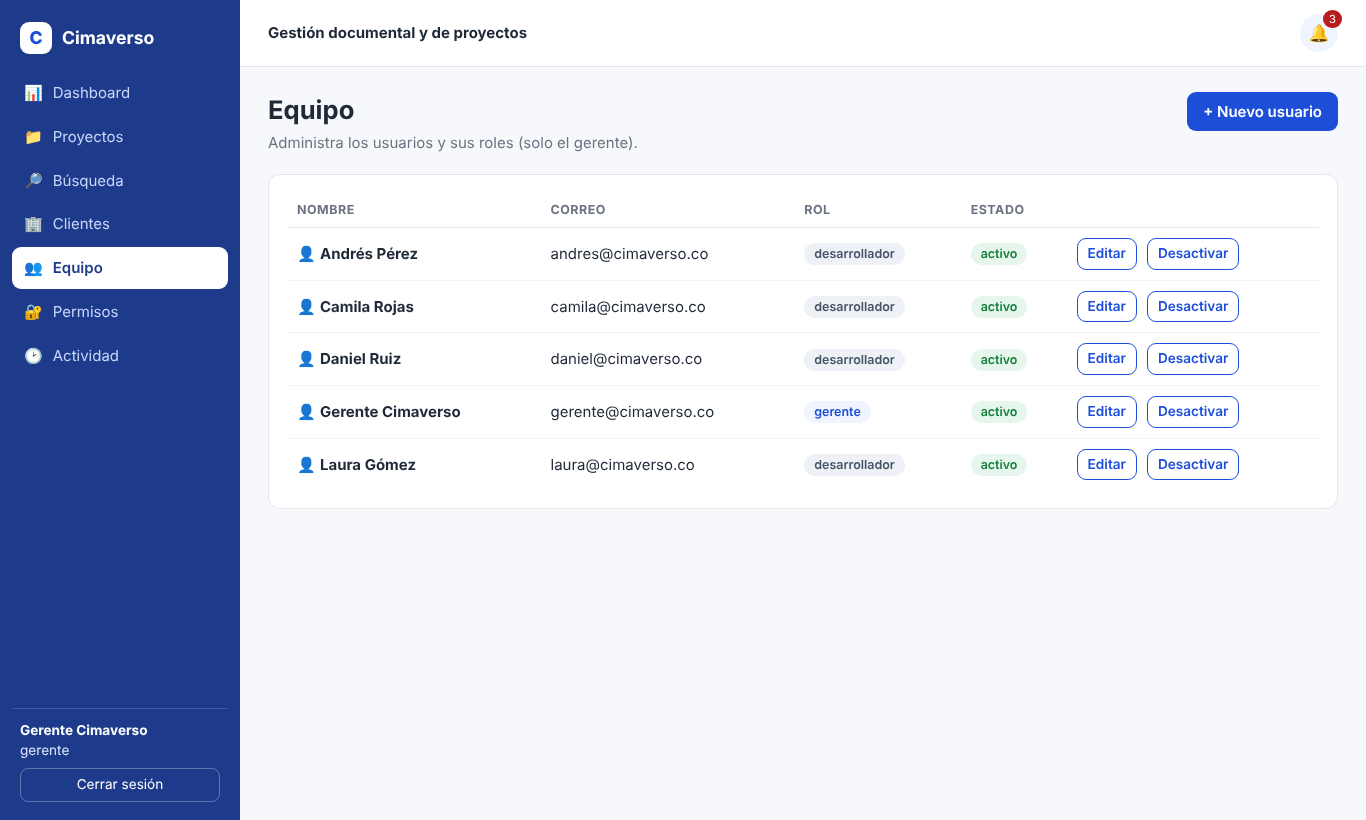 C Cimaverso
Dashboard
Proyectos
Búsqueda
Clientes
Equipo
Permisos
Actividad
Gerente Cimaverso
gerente
Cerrar sesión
Gestión documental y de proyectos
3
Equipo
+ Nuevo usuario
Administra los usuarios y sus roles (solo el gerente).
NOMBRE CORREO ROL ESTADO
Andrés Pérez andres@cimaverso.co desarrollador activo Editar Desactivar
Camila Rojas camila@cimaverso.co desarrollador activo Editar Desactivar
Daniel Ruiz daniel@cimaverso.co desarrollador activo Editar Desactivar
Gerente Cimaverso gerente@cimaverso.co gerente activo Editar Desactivar
Laura Gómez laura@cimaverso.co desarrollador activo Editar Desactivar